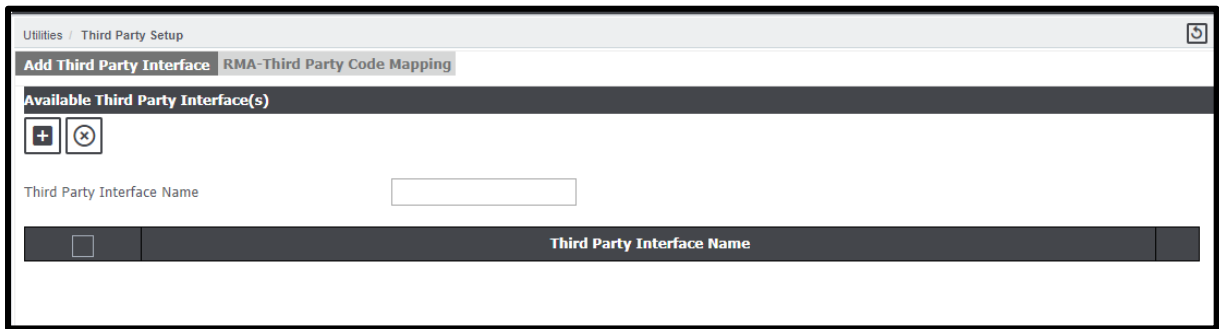 Utilities / Third Party Setup
Add Third Party Interface RMA-Third Party Code Mapping
Available Third Party Interface(s)
Third Party Interface Name
Third Party Interface Name